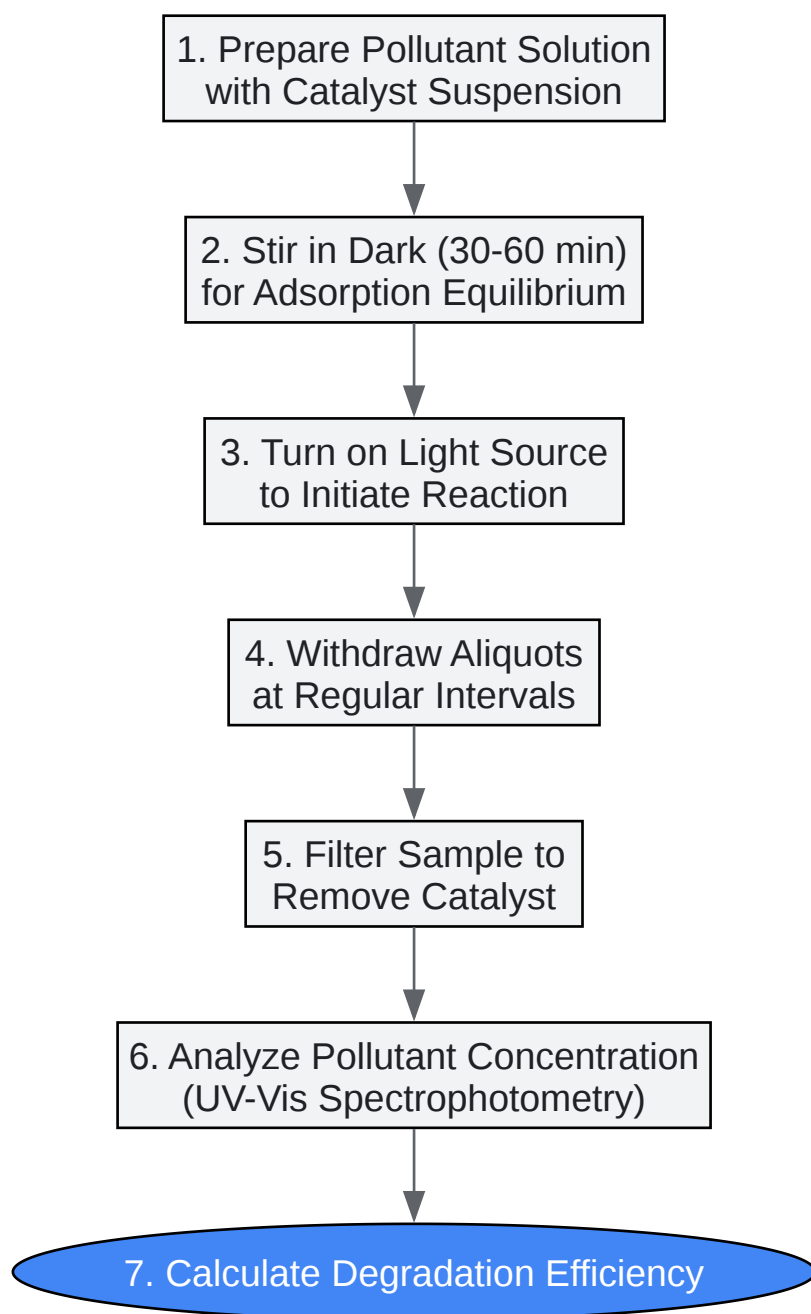 1. Prepare Pollutant Solution
with Catalyst Suspension
2. Stir in Dark (30-60 min)
for Adsorption Equilibrium
3. Turn on Light Source
to Initiate Reaction
4. Withdraw Aliquots
at Regular Intervals
5. Filter Sample to
Remove Catalyst
6. Analyze Pollutant Concentration
(UV-Vis Spectrophotometry)
7. Calculate Degradation Efficiency